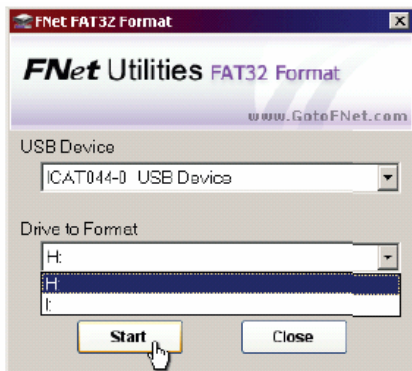 FNet FAT32 Format
FNet Utilities FAT32 Format
www.GotoFNet.com
USB Device
ICAT044-0 USB Device
Drive to Format
H:
H:
I:
Start Close